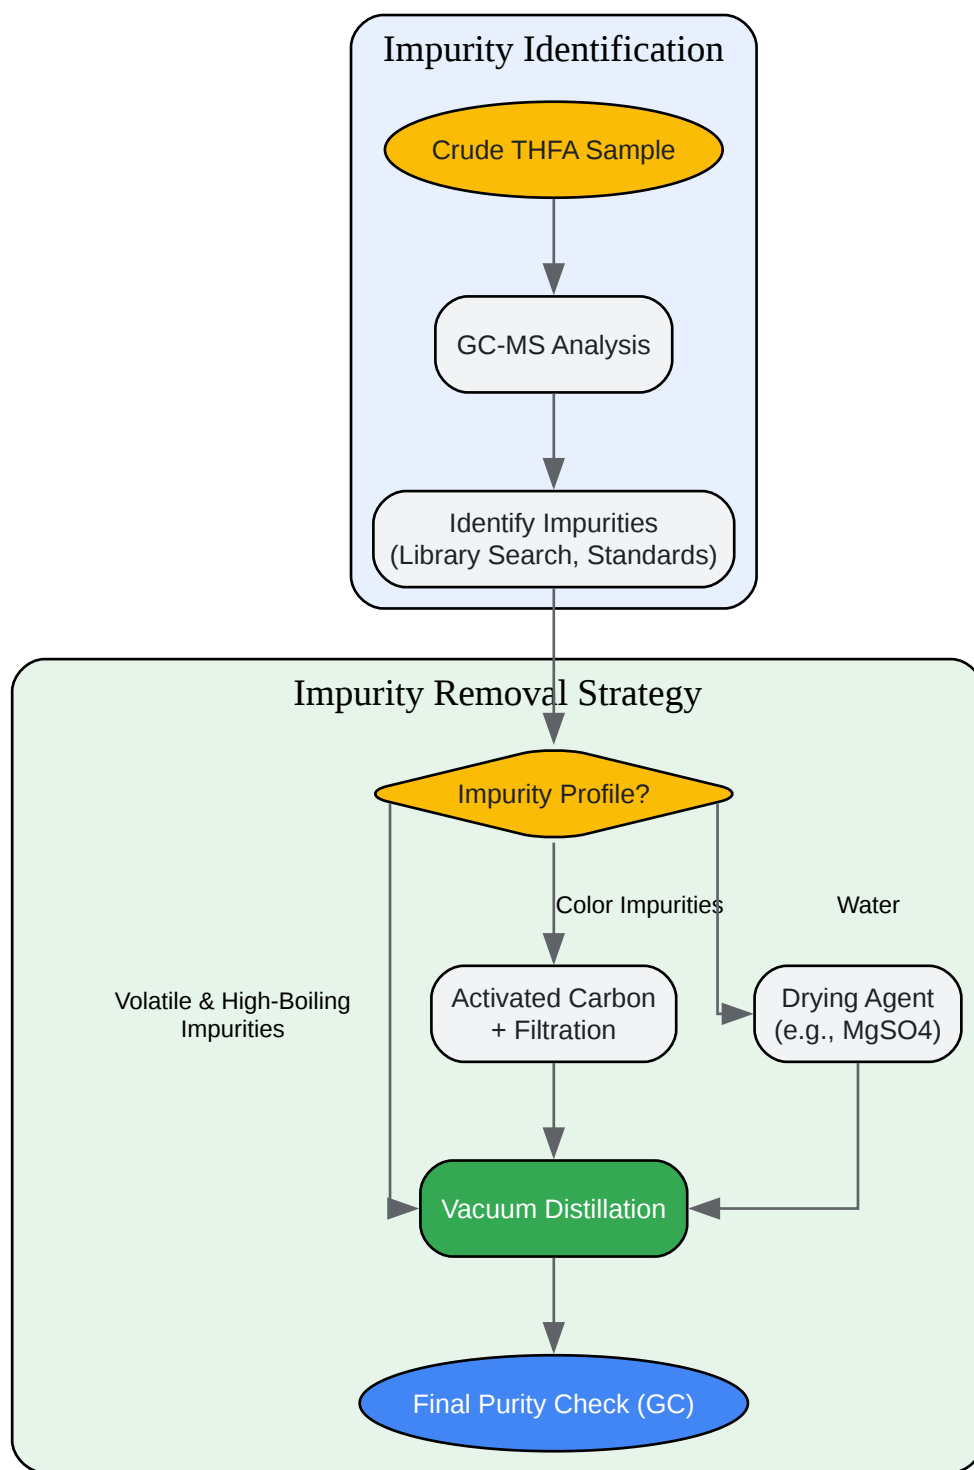 Impurity Identification
Crude THFA Sample
GC-MS Analysis
Identify Impurities
(Library Search, Standards)
Impurity Removal Strategy
Impurity Profile?
Color Impurities
Water
Volatile & High-Boiling
Impurities
Activated Carbon
+ Filtration
Drying Agent
(e.g., MgSO4)
Vacuum Distillation
Final Purity Check (GC)